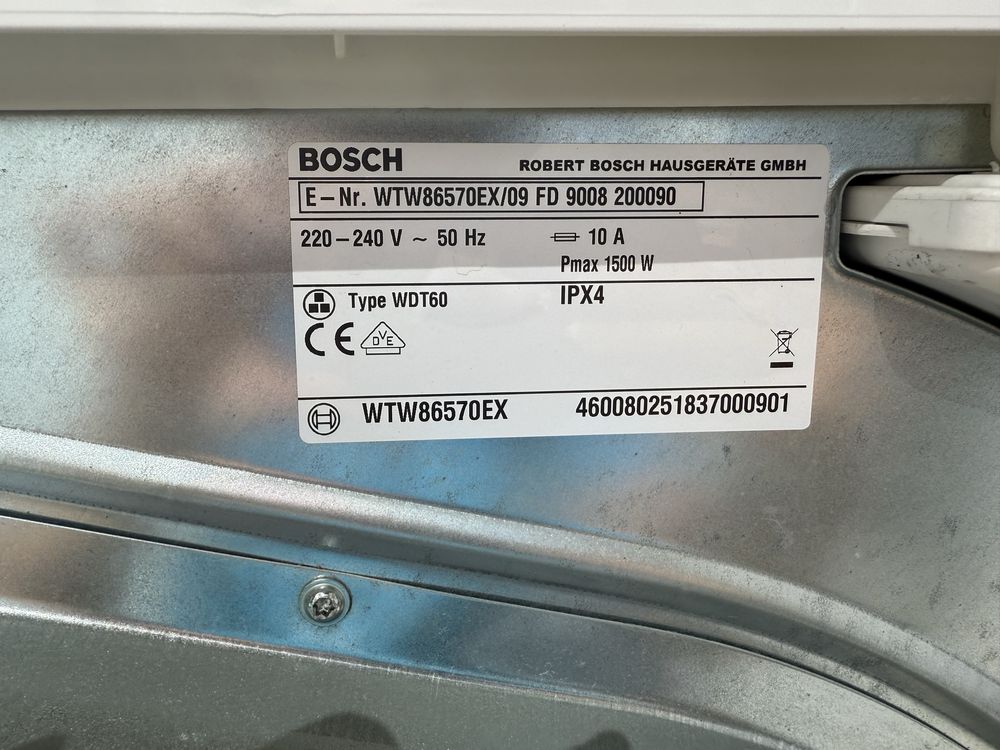 BOSCH ROBERT BOSCH HAUSGERÄTE GMBH
E – Nr. WTW86570EX/09 FD 9008 200090
220 – 240 V ~ 50 Hz 10 A
Pmax 1500 W
Type WDT60 IPX4
CE DVE
WTW86570EX 460080251837000901